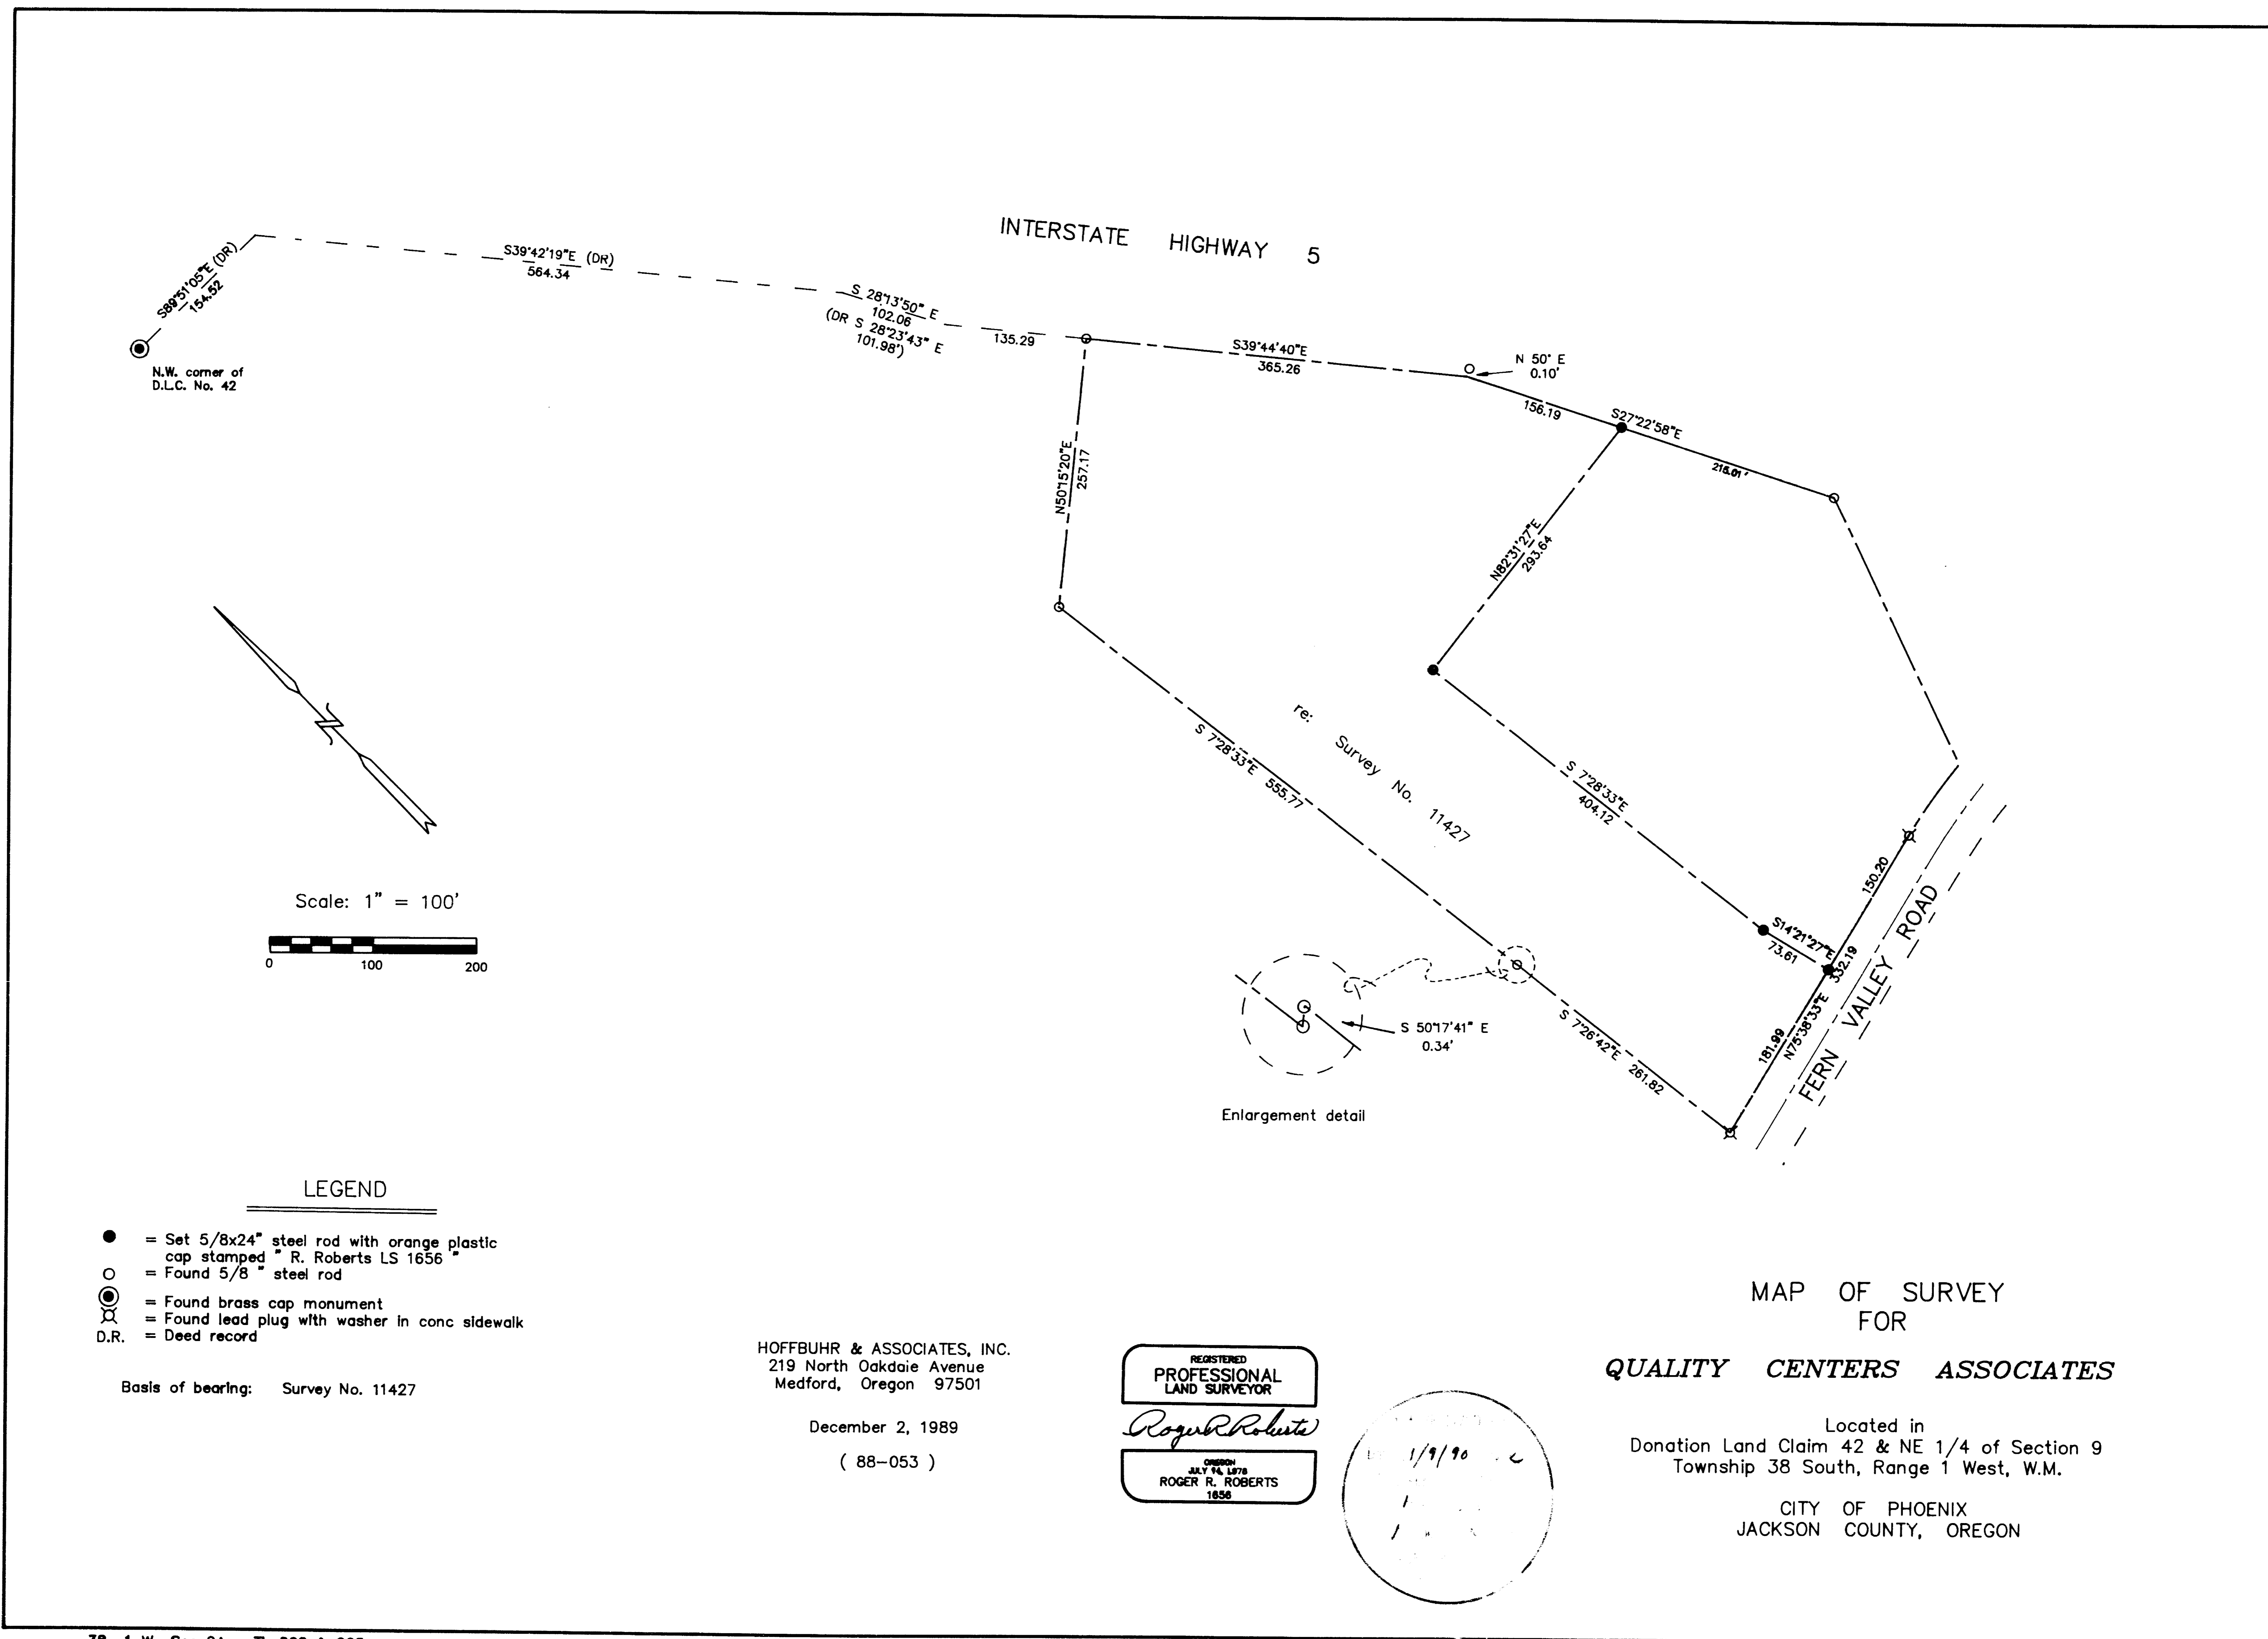 INTERSTATE HIGHWAY 5
S89°51'05"E (DR)
154.52
N.W. corner of
D.L.C. No. 42
S39°42'19"E (DR)
564.34
S 28°13'50" E
102.06
(DR S 28°23'43" E
101.98')
135.29
S39°44'40"E
365.26
N 50° E
0.10'
156.19
S27°22'58"E
N50°15'20"E
257.17
N82°31'27"E
293.64
re: Survey No. 11427
S 7°28'33"E 555.77
S 7°28'33"E
404.12
S14°21'27"E
73.61
150.20
332.19
N75°38'33"E
181.99
FERN VALLEY ROAD
S 7°26'42"E 261.82
S 50°17'41" E
0.34'
Enlargement detail
Scale: 1" = 100'
0 100 200
LEGEND
= Set 5/8x24" steel rod with orange plastic
cap stamped " R. Roberts LS 1656 "
= Found 5/8 " steel rod
= Found brass cap monument
= Found lead plug with washer in conc sidewalk
D.R. = Deed record
Basis of bearing: Survey No. 11427
HOFFBUHR & ASSOCIATES, INC.
219 North Oakdale Avenue
Medford, Oregon 97501
December 2, 1989
( 88-053 )
REGISTERED
PROFESSIONAL
LAND SURVEYOR
Roger R. Roberts
OREGON
JULY 14, 1978
ROGER R. ROBERTS
1656
1/9/90
MAP OF SURVEY
FOR
QUALITY CENTERS ASSOCIATES
Located in
Donation Land Claim 42 & NE 1/4 of Section 9
Township 38 South, Range 1 West, W.M.
CITY OF PHOENIX
JACKSON COUNTY, OREGON